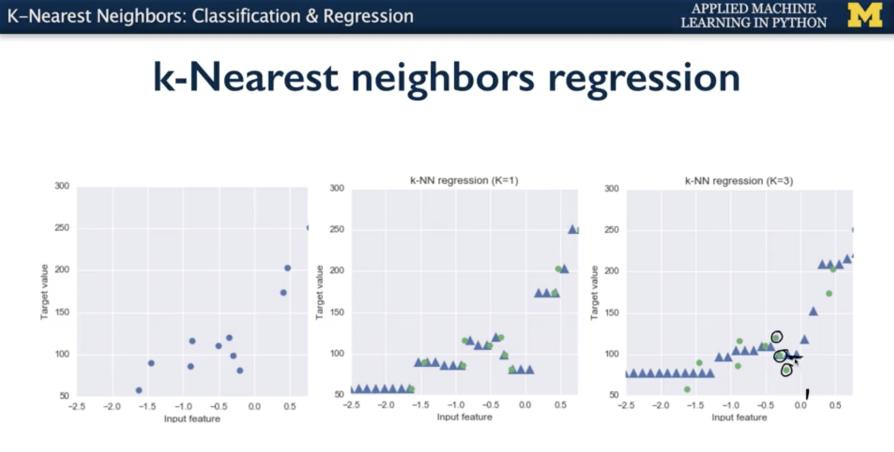 K-Nearest Neighbors: Classification & Regression
APPLIED MACHINE
LEARNING IN PYTHON
M
k-Nearest neighbors regression
300
250
200
150
100
50
Target value
-2.5 -2.0 -1.5 -1.0 -0.5 0.0 0.5
Input feature
k-NN regression (K=1)
300
250
200
150
100
50
Target value
-2.5 -2.0 -1.5 -1.0 -0.5 0.0 0.5
Input feature
k-NN regression (K=3)
300
250
200
150
100
50
Target value
-2.5 -2.0 -1.5 -1.0 -0.5 0.0 0.5
Input feature